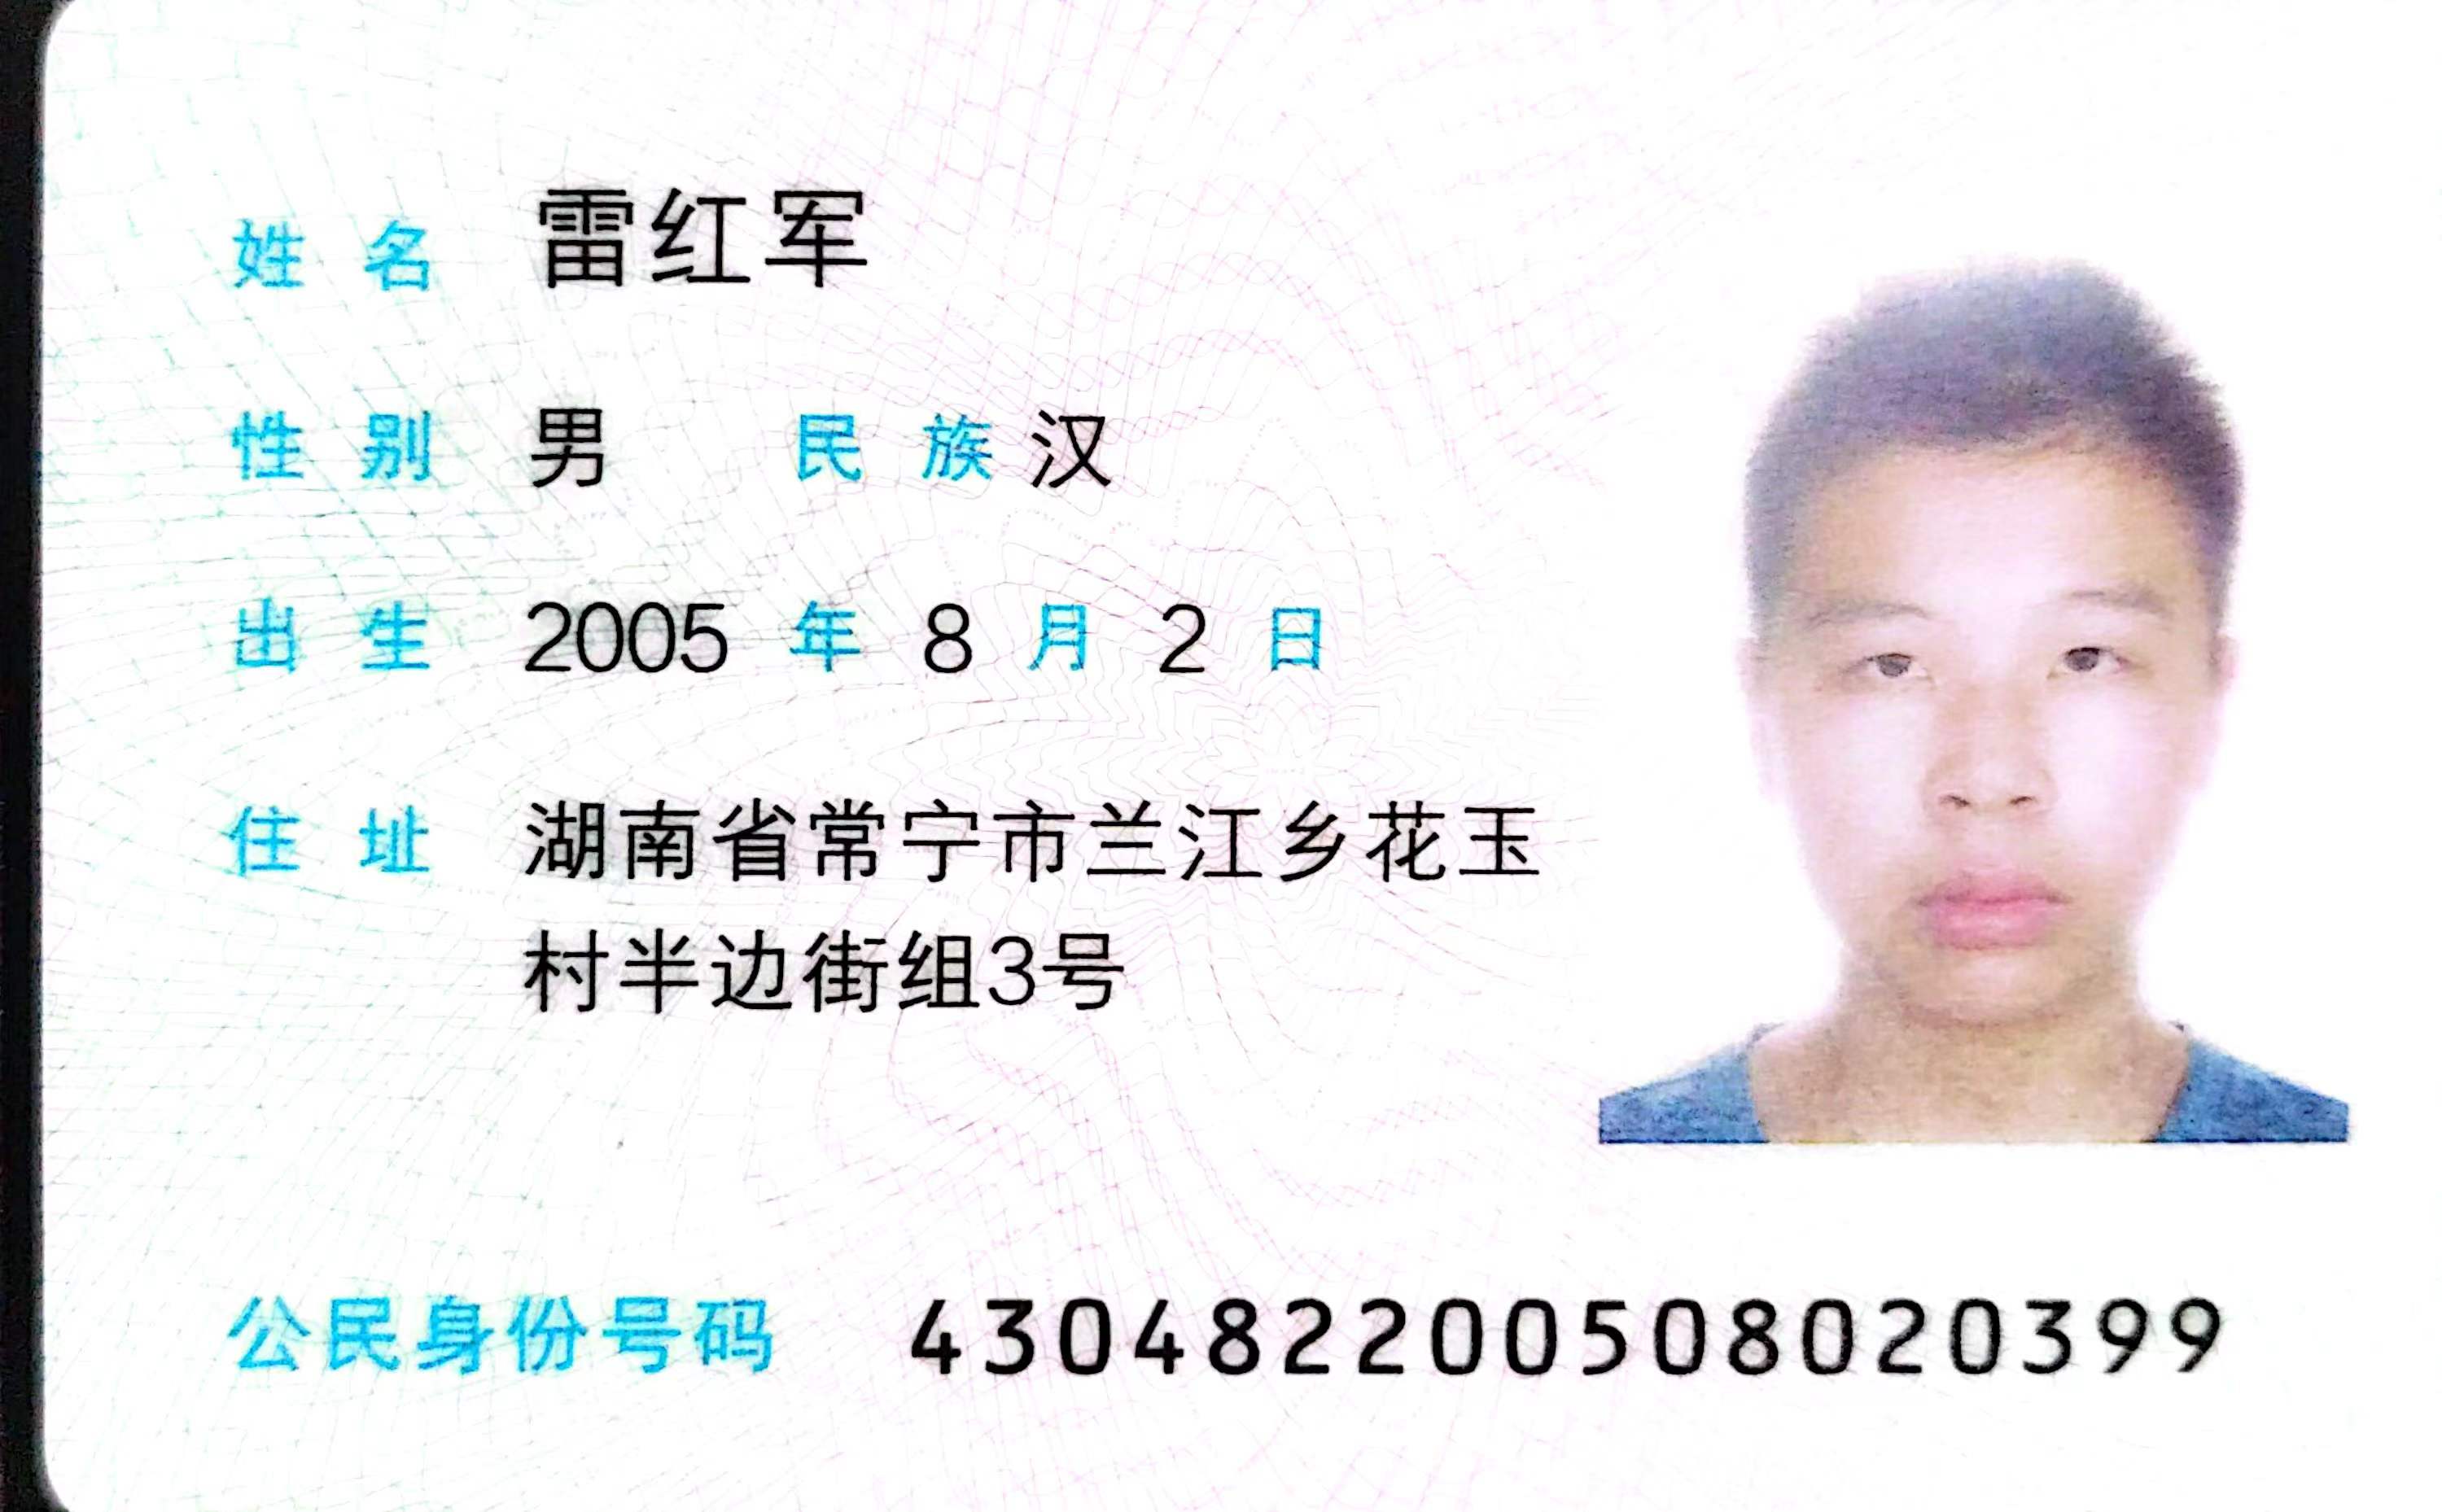 姓名 雷红军
性别 男 民族 汉
出生 2005 年 8 月 2 日
住址 湖南省常宁市兰江乡花玉
村半边街组3号
公民身份号码 430482200508020399